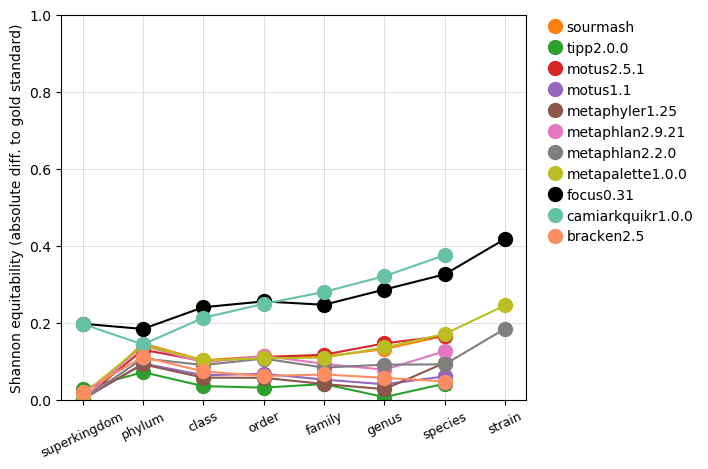 Shannon equitability (absolute diff. to gold standard)
1.0
0.8
0.6
0.4
0.2
0.0
superkingdom
phylum
class
order
family
genus
species
strain
sourmash
tipp2.0.0
motus2.5.1
motus1.1
metaphyler1.25
metaphlan2.9.21
metaphlan2.2.0
metapalette1.0.0
focus0.31
camiarkquikr1.0.0
bracken2.5